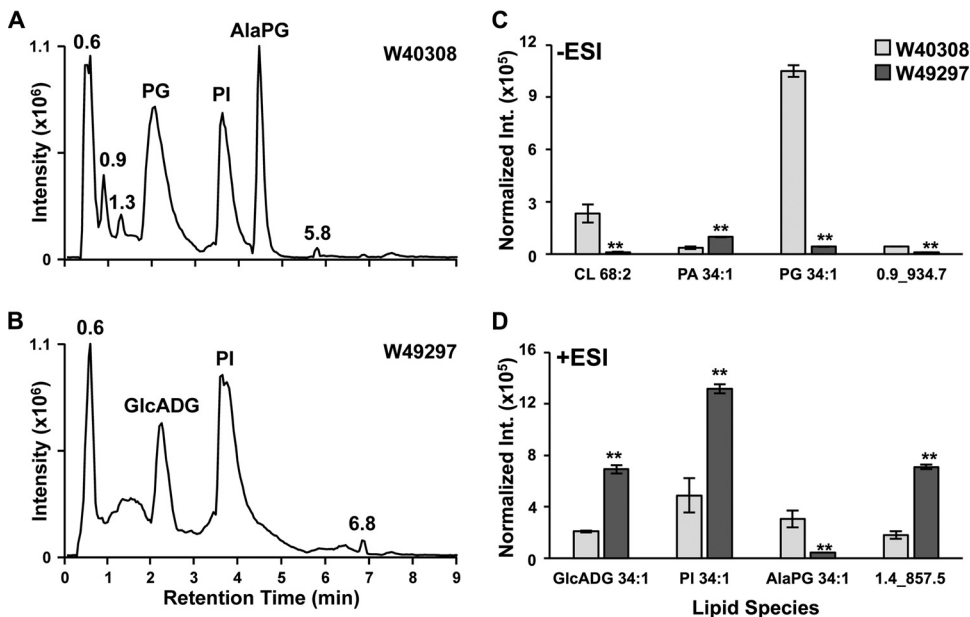 A
W40308
Intensity (x10⁶)
1.1
0
0.6
0.9
1.3
PG
PI
AlaPG
5.8
B
W49297
Intensity (x10⁶)
1.1
0
0.6
GlcADG
PI
6.8
0 1 2 3 4 5 6 7 8 9
Retention Time (min)
C
-ESI
W40308
W49297
Normalized Int. (x10⁵)
12
9
6
3
0
** ** ** **
CL 68:2 PA 34:1 PG 34:1 0.9_934.7
D
+ESI
Normalized Int. (x10⁵)
16
12
8
4
0
** ** ** **
GlcADG 34:1 PI 34:1 AlaPG 34:1 1.4_857.5
Lipid Species